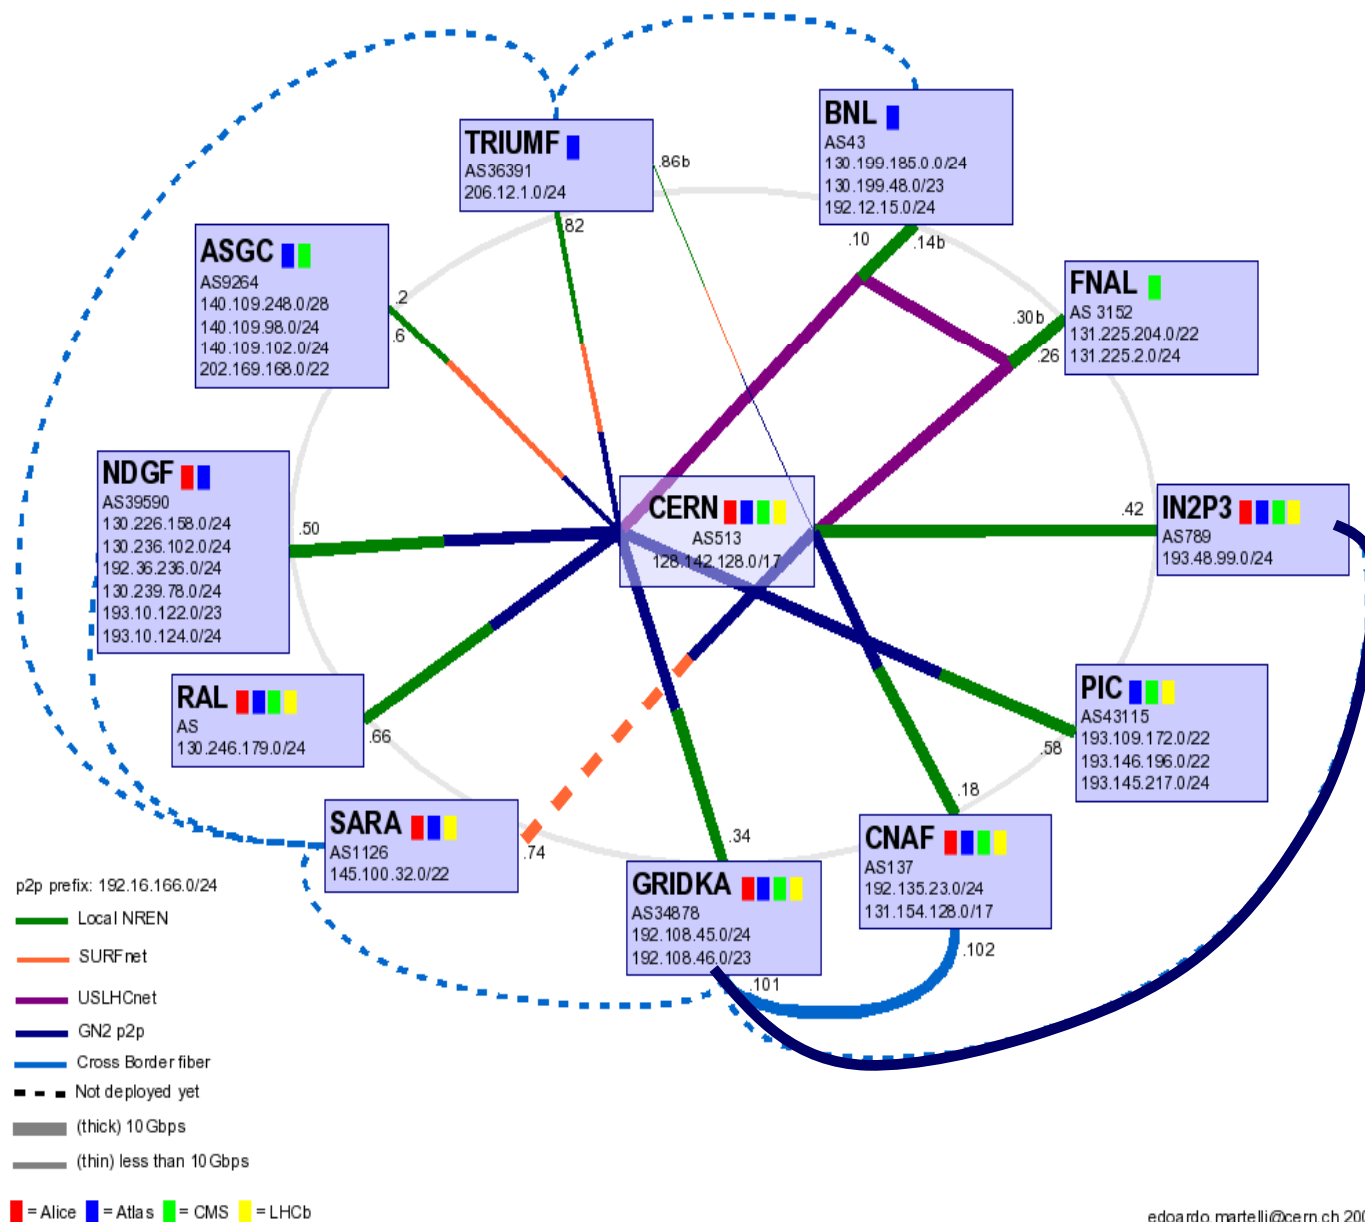 TRIUMF
AS36391
206.12.1.0/24
.86b
82
BNL
AS43
130.199.185.0.0/24
130.199.48.0/23
192.12.15.0/24
.10
.14b
ASGC
AS9264
140.109.248.0/28
140.109.98.0/24
140.109.102.0/24
202.169.168.0/22
.2
.6
FNAL
AS 3152
131.225.204.0/22
131.225.2.0/24
.30b
.26
NDGF
AS39590
130.226.158.0/24
130.236.102.0/24
192.36.236.0/24
130.239.78.0/24
193.10.122.0/23
193.10.124.0/24
.50
CERN
AS513
128.142.128.0/17
.42
IN2P3
AS789
193.48.99.0/24
RAL
AS
130.246.179.0/24
.66
PIC
AS43115
193.109.172.0/22
193.146.196.0/22
193.145.217.0/24
.58
SARA
AS1126
145.100.32.0/22
.74
.34
.18
GRIDKA
AS34878
192.108.45.0/24
192.108.46.0/23
.101
CNAF
AS137
192.135.23.0/24
131.154.128.0/17
.102
p2p prefix: 192.16.166.0/24
Local NREN
SURFnet
USLHCnet
GN2 p2p
Cross Border fiber
Not deployed yet
(thick) 10Gbps
(thin) less than 10Gbps
= Alice = Atlas = CMS = LHCb
edoardo.martelli@cern.ch